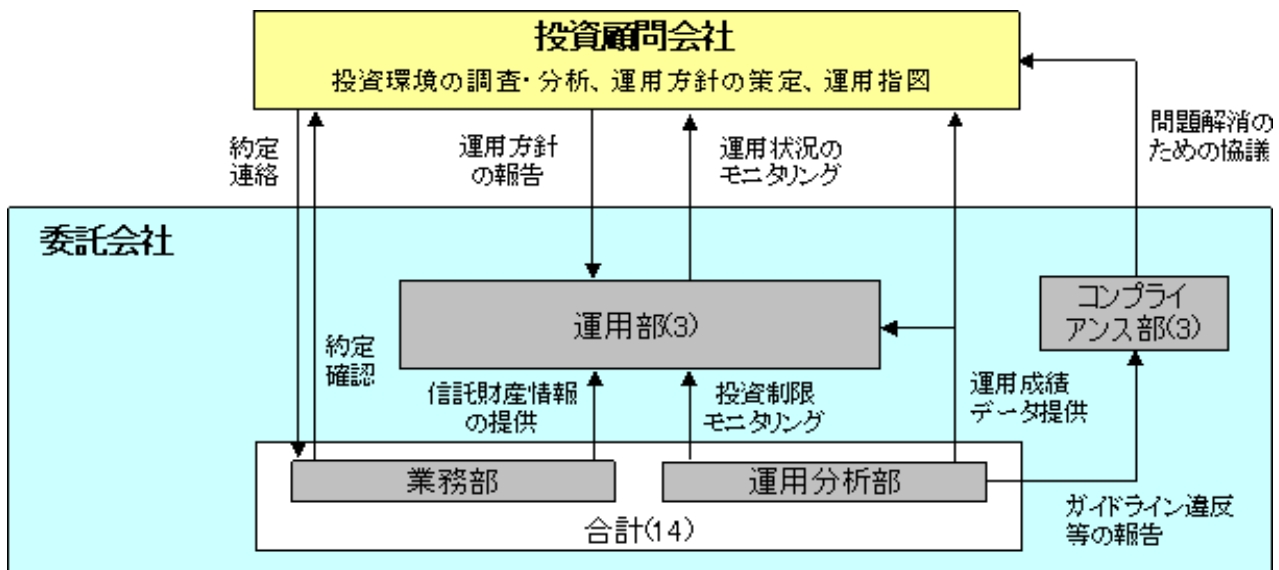 投資顧問会社
投資環境の調査・分析、運用方針の策定、運用指図
約定
連絡
運用方針
の報告
運用状況の
モニタリング
問題解消の
ための協議
委託会社
運用部(3)
コンプライ
アンス部(3)
約定
確認
信託財産情報
の提供
投資制限
モニタリング
運用成績
データ提供
業務部
運用分析部
合計(14)
ガイドライン違反
等の報告